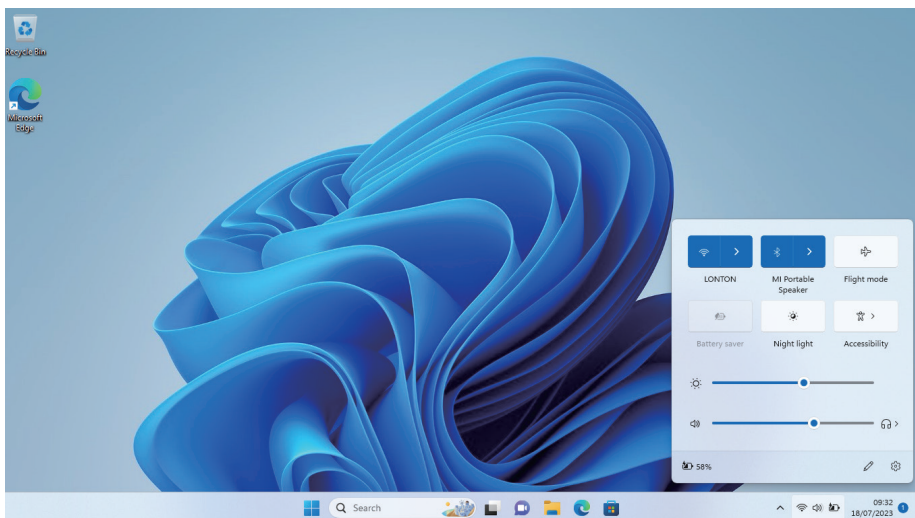 Recycle Bin
Microsoft
Edge
LONTON
MI Portable
Speaker
Flight mode
Battery saver
Night light
Accessibility
58%
Search
09:32
18/07/2023
1